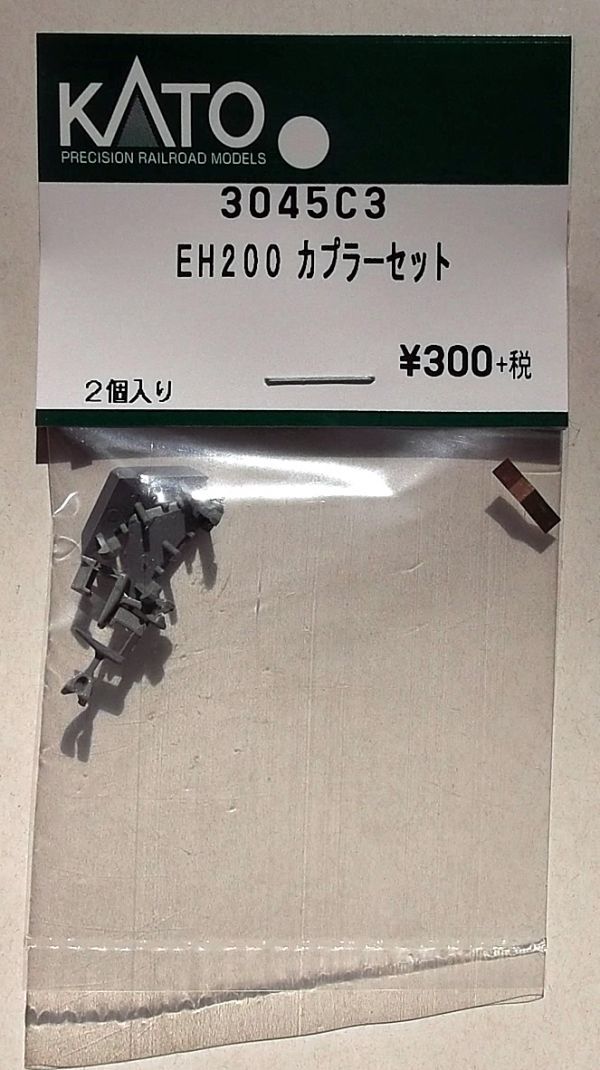 KATO
PRECISION RAILROAD MODELS
3045C3
EH200 カプラーセット
¥300+税
2個入り